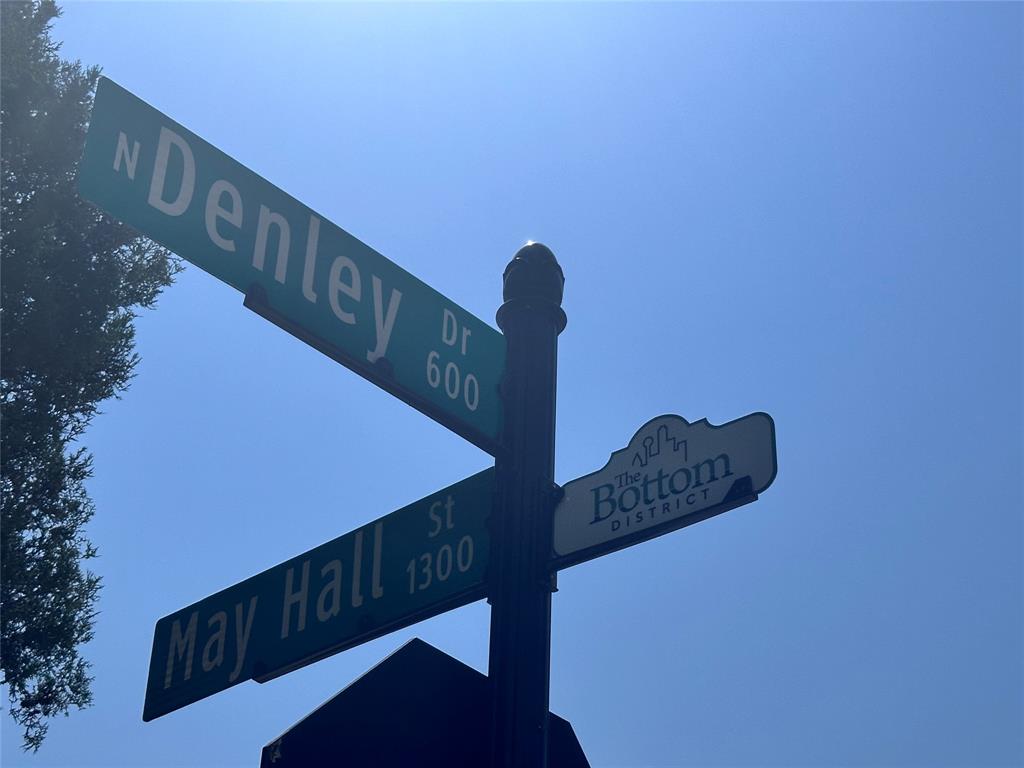 N Denley Dr
600
May Hall St
1300
The
Bottom
DISTRICT